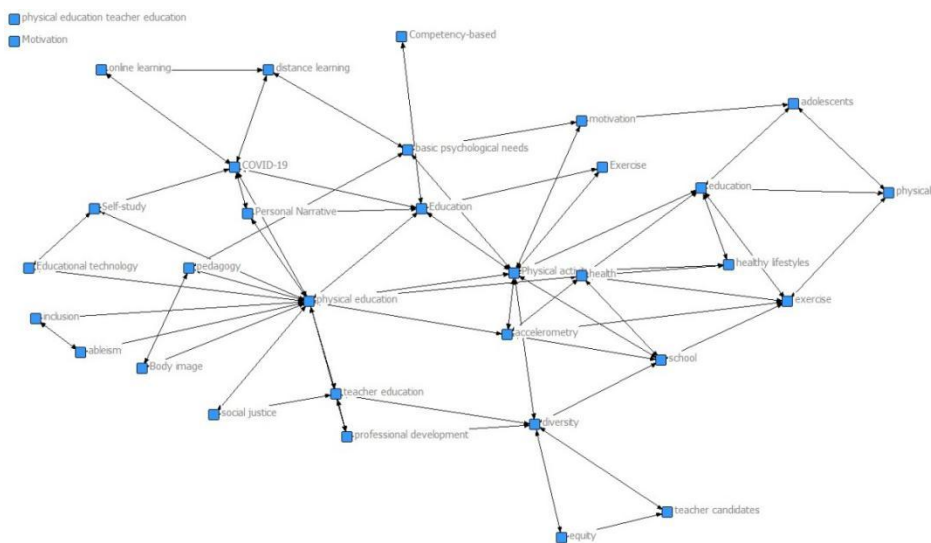 physical education teacher education
Competency-based
Motivation
online learning
distance learning
adolescents
motivation
basic psychological needs
COVID-19
Exercise
education
physical
Self-study
Personal Narrative
Education
Educational technology
pedagogy
Physical activ
health
healthy lifestyles
physical education
exercise
inclusion
accelerometry
ableism
school
Body image
teacher education
social justice
diversity
professional development
teacher candidates
equity